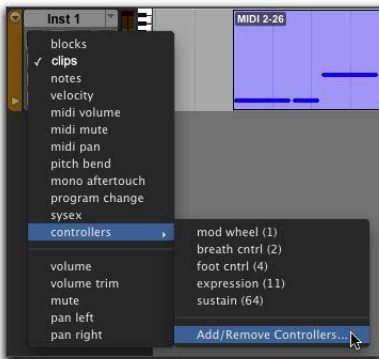 Inst 1
MIDI 2-26
blocks
✓ clips
notes
velocity
midi volume
midi mute
midi pan
pitch bend
mono aftertouch
program change
sysex
controllers
mod wheel (1)
breath cntrl (2)
foot cntrl (4)
expression (11)
sustain (64)
Add/Remove Controllers...
volume
volume trim
mute
pan left
pan right